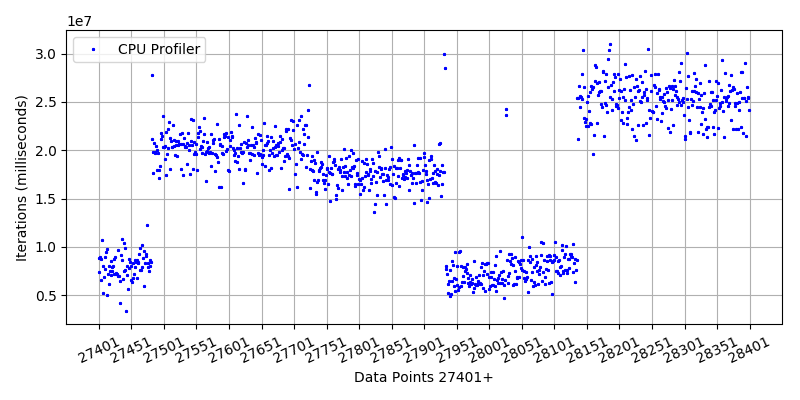 1e7
CPU Profiler
3.0
2.5
2.0
1.5
1.0
0.5
Iterations (milliseconds)
27401 27451 27501 27551 27601 27651 27701 27751 27801 27851 27901 27951 28001 28051 28101 28151 28201 28251 28301 28351 28401
Data Points 27401+